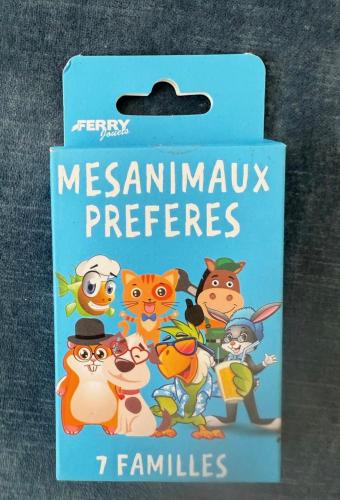 FERRY
Jouets
MESANIMAUX
PREFERES
7 FAMILLES